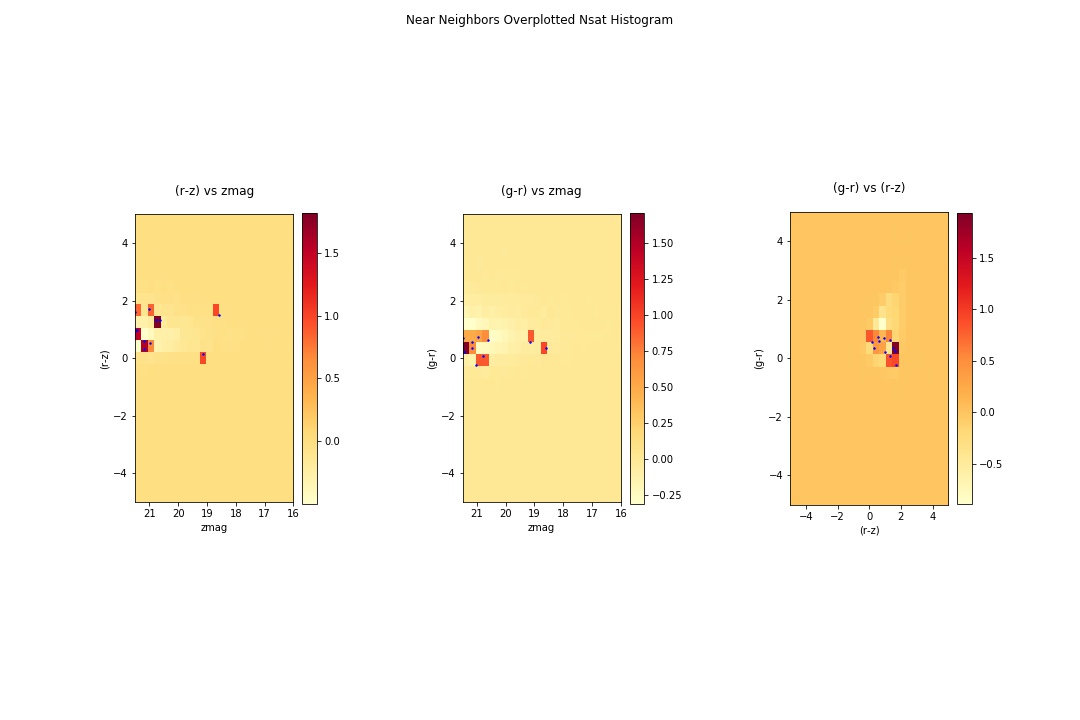 Near Neighbors Overplotted Nsat Histogram
(r-z) vs zmag
4
2
0
−2
−4
(r-z)
21 20 19 18 17 16
zmag
1.5
1.0
0.5
0.0
(g-r) vs zmag
4
2
0
−2
−4
(g-r)
21 20 19 18 17 16
zmag
1.50
1.25
1.00
0.75
0.50
0.25
0.00
−0.25
(g-r) vs (r-z)
4
2
0
−2
−4
(g-r)
−4 −2 0 2 4
(r-z)
1.5
1.0
0.5
0.0
−0.5